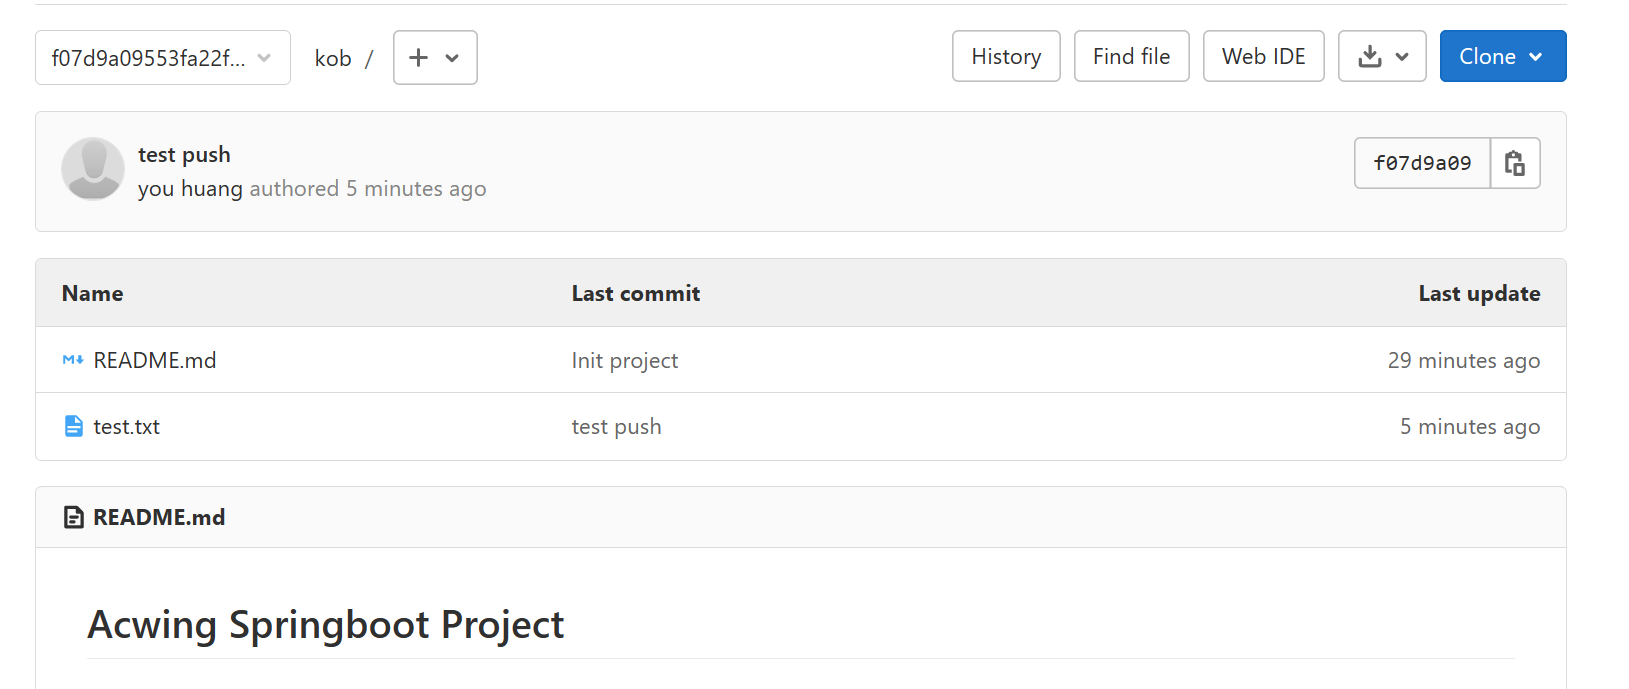 f07d9a09553fa22f... kob / + History Find file Web IDE Clone
test push
you huang authored 5 minutes ago
f07d9a09
Name Last commit Last update
README.md Init project 29 minutes ago
test.txt test push 5 minutes ago
README.md
Acwing Springboot Project